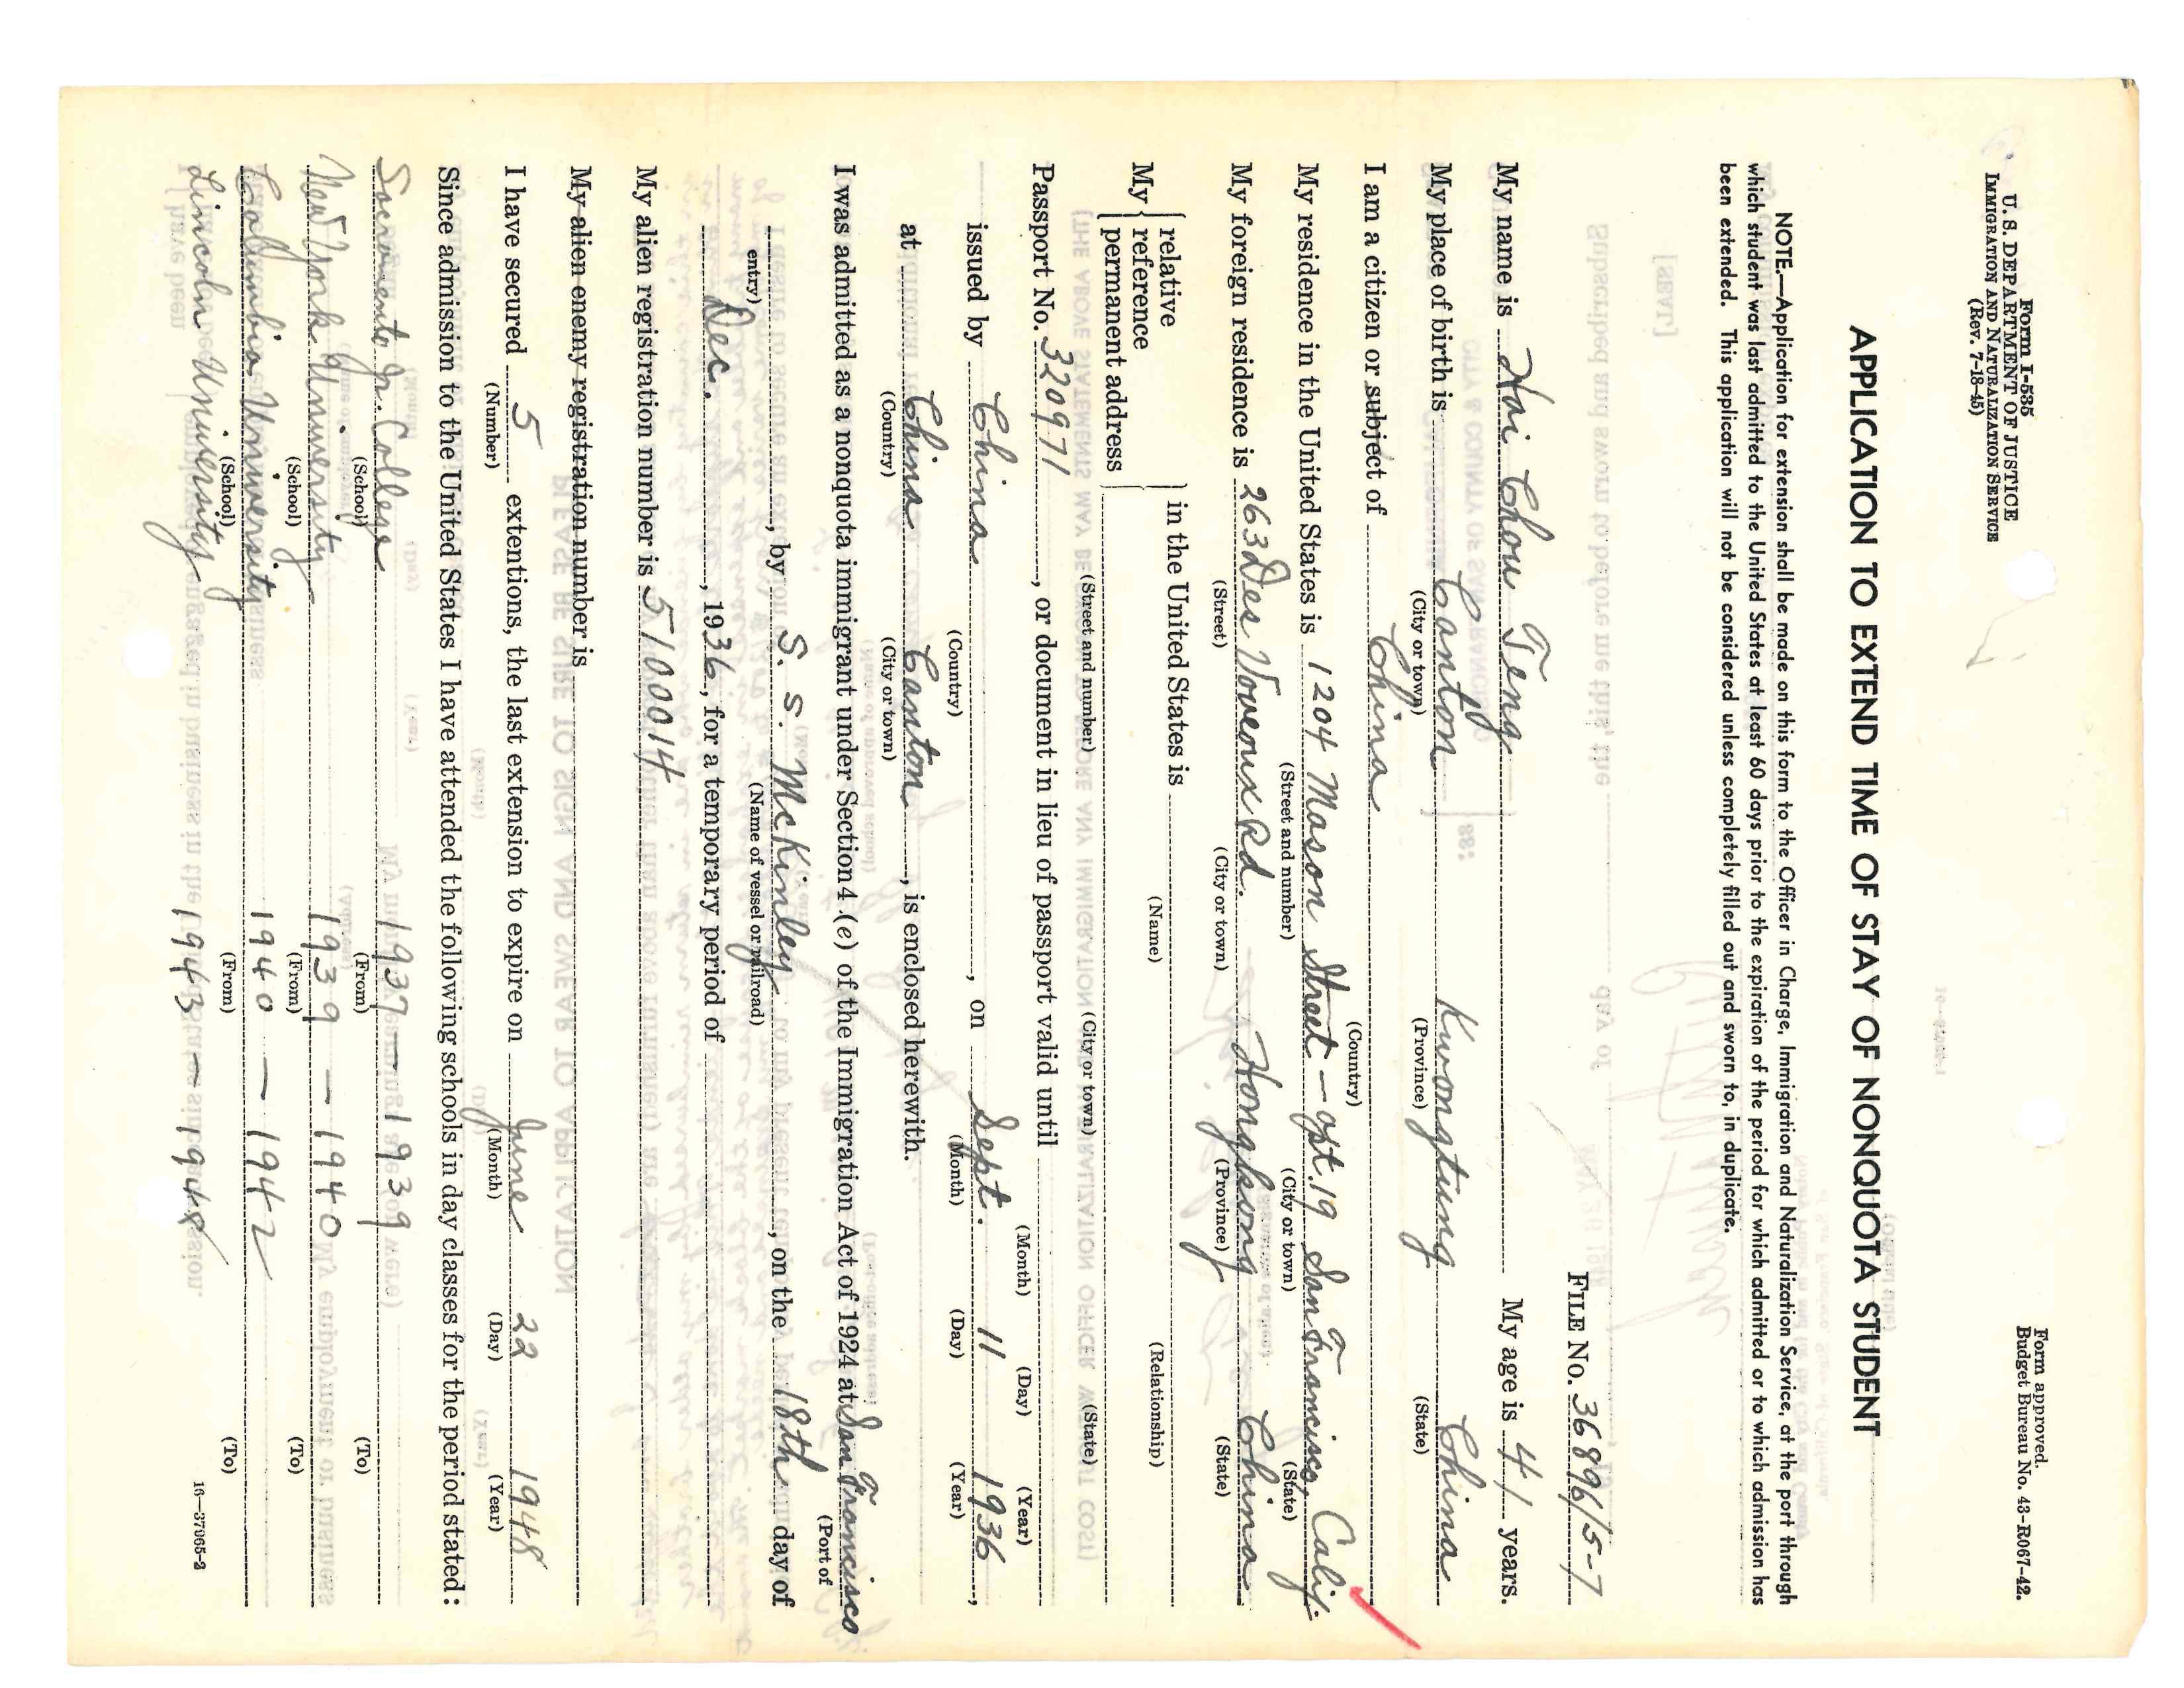 Form I-535
U. S. DEPARTMENT OF JUSTICE
IMMIGRATION AND NATURALIZATION SERVICE
(Rev. 7-18-45)
Form approved.
Budget Bureau No. 43-R067-42.
APPLICATION TO EXTEND TIME OF STAY OF NONQUOTA STUDENT
NOTE.—Application for extension shall be made on this form to the Officer in Charge, Immigration and Naturalization Service, at the port through
which student was last admitted to the United States at least 60 days prior to the expiration of the period for which admitted or to which admission has
been extended. This application will not be considered unless completely filled out and sworn to, in duplicate.
FILE NO. 36896/5-7
My name is Hai Chou Teng My age is 41 years.
My place of birth is Canton Kwongtung China
(City or town) (Province) (State)
I am a citizen or subject of China
(Country)
My residence in the United States is 1204 Mason Street - apt. 19 San Francisco, Calif.
(Street and number) (City or town) (State)
My foreign residence is 263 Des Voveoux Rd. Hongkong China
(Street) (City or town) (Province) (State)
My relative reference permanent address in the United States is
(Name) (Relationship)
(Street and number) (City or town) (State)
Passport No. 320971, or document in lieu of passport valid until
(Month) (Day) (Year)
issued by China, on Sept. 11 1936,
(Country) (Month) (Day) (Year)
at China Canton, is enclosed herewith.
(Country) (City or town)
I was admitted as a nonquota immigrant under Section 4 (e) of the Immigration Act of 1924 at San Francisco
(Port of
, by S. S. McKinley, on the 18th day of
entry) (Name of vessel or railroad)
Dec., 1936, for a temporary period of
My alien registration number is 5100014
My alien enemy registration number is
I have secured 5 extentions, the last extension to expire on June 22 1948
(Number) (Month) (Day) (Year)
Since admission to the United States I have attended the following schools in day classes for the period stated:
Sacramento Jr. College 1937 - 1939
(School) (From) (To)
New York University 1939 - 1940
(School) (From) (To)
Columbia University 1940 - 1942
(School) (From) (To)
Lincoln University 1943 - 1948
16—37965-2